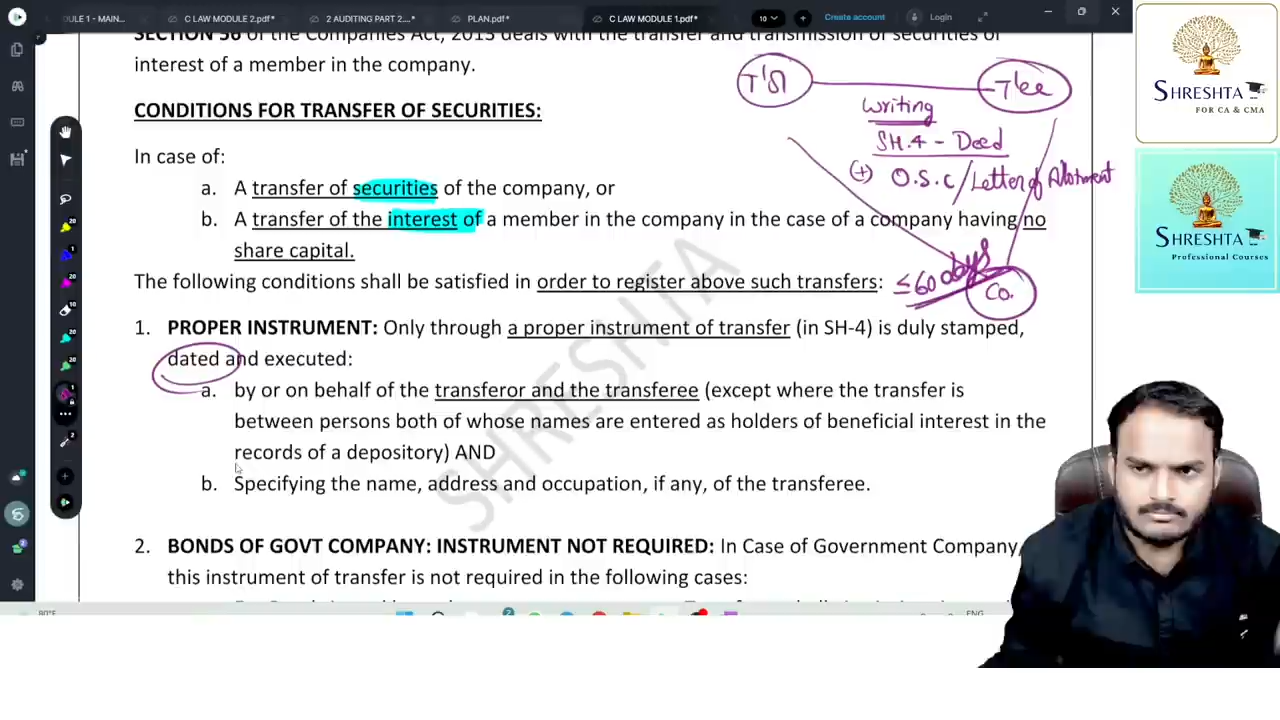 ULE 1 - MAIN...
C LAW MODULE 2.pdf*
2 AUDITING PART 2....*
PLAN.pdf*
C LAW MODULE 1.pdf*
10
Create account
Login
SECTION 56 of the Companies Act, 2013 deals with the transfer and transmission of securities or
interest of a member in the company.
CONDITIONS FOR TRANSFER OF SECURITIES:
In case of:
a. A transfer of securities of the company, or
b. A transfer of the interest of a member in the company in the case of a company having no
share capital.
The following conditions shall be satisfied in order to register above such transfers:
1. PROPER INSTRUMENT: Only through a proper instrument of transfer (in SH-4) is duly stamped,
dated and executed:
a. by or on behalf of the transferor and the transferee (except where the transfer is
between persons both of whose names are entered as holders of beneficial interest in the
records of a depository) AND
b. Specifying the name, address and occupation, if any, of the transferee.
2. BONDS OF GOVT COMPANY: INSTRUMENT NOT REQUIRED: In Case of Government Company,
this instrument of transfer is not required in the following cases:
T'ee
Writing
SH.4 - Deed
(+) O.S.C/Letter of Allotment
≤60 days
Co.
SHRESHTA
80°F
ENG
SHRESHTA
FOR CA & CMA
SHRESHTA
Professional Courses